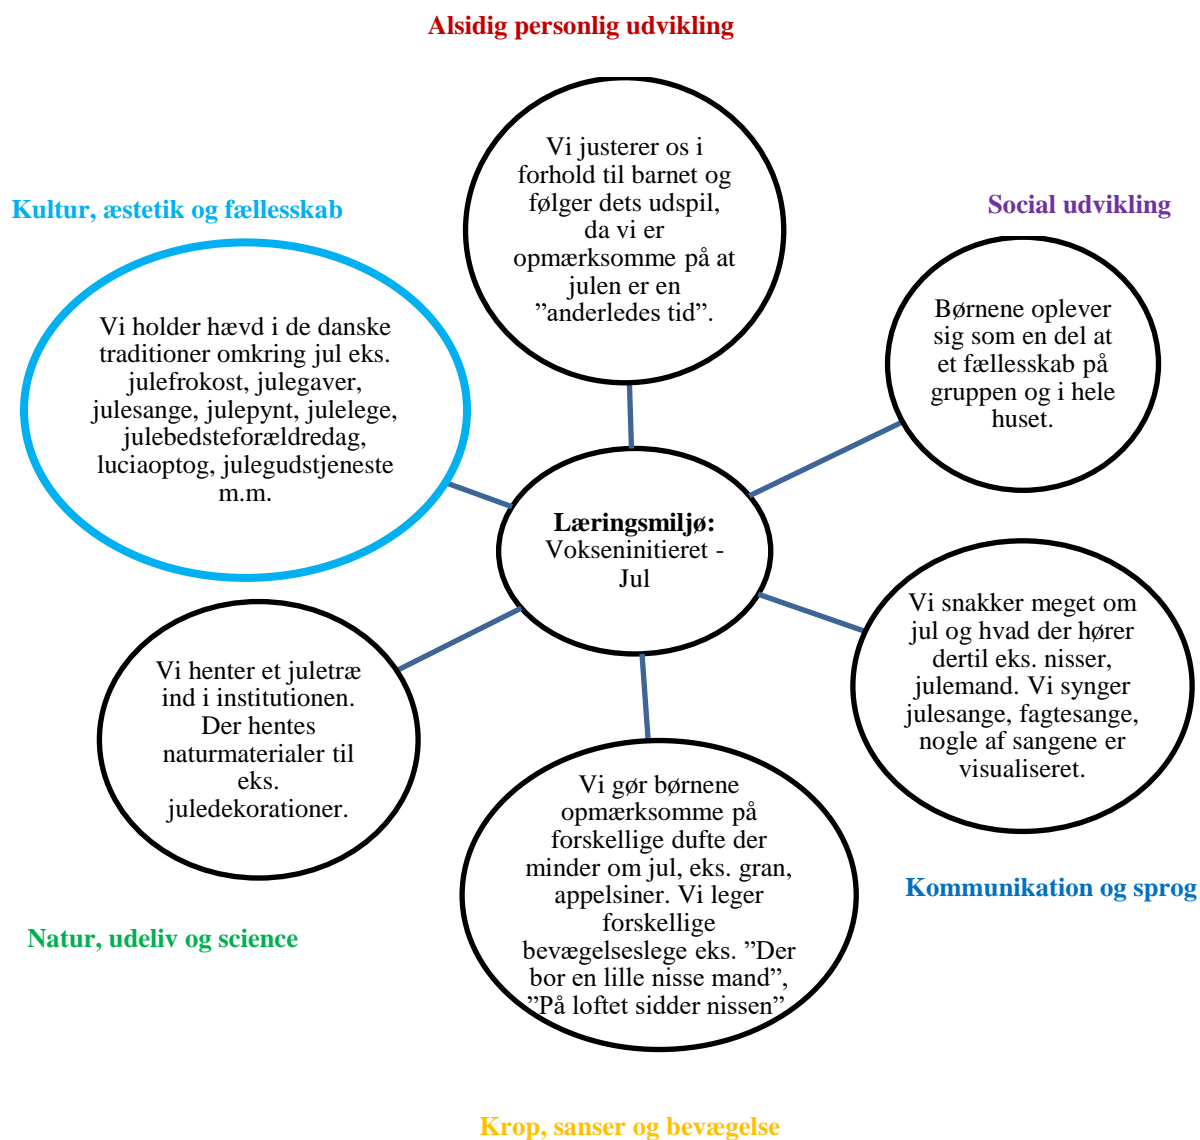 Alsidig personlig udvikling
Vi justerer os i
forhold til barnet og
følger dets udspil,
da vi er
opmærksomme på at
julen er en
”anderledes tid”.
Kultur, æstetik og fællesskab
Vi holder hævd i de danske
traditioner omkring jul eks.
julefrokost, julegaver,
julesange, julepynt, julelege,
julebedsteforældredag,
luciaoptog, julegudstjeneste
m.m.
Social udvikling
Børnene oplever
sig som en del at
et fællesskab på
gruppen og i hele
huset.
Læringsmiljø:
Vokseninitieret -
Jul
Vi snakker meget om
jul og hvad der hører
dertil eks. nisser,
julemand. Vi synger
julesange, fagtesange,
nogle af sangene er
visualiseret.
Kommunikation og sprog
Vi henter et juletræ
ind i institutionen.
Der hentes
naturmaterialer til
eks.
juledekorationer.
Natur, udeliv og science
Vi gør børnene
opmærksomme på
forskellige dufte der
minder om jul, eks. gran,
appelsiner. Vi leger
forskellige
bevægelseslege eks. ”Der
bor en lille nisse mand”,
”På loftet sidder nissen”
Krop, sanser og bevægelse